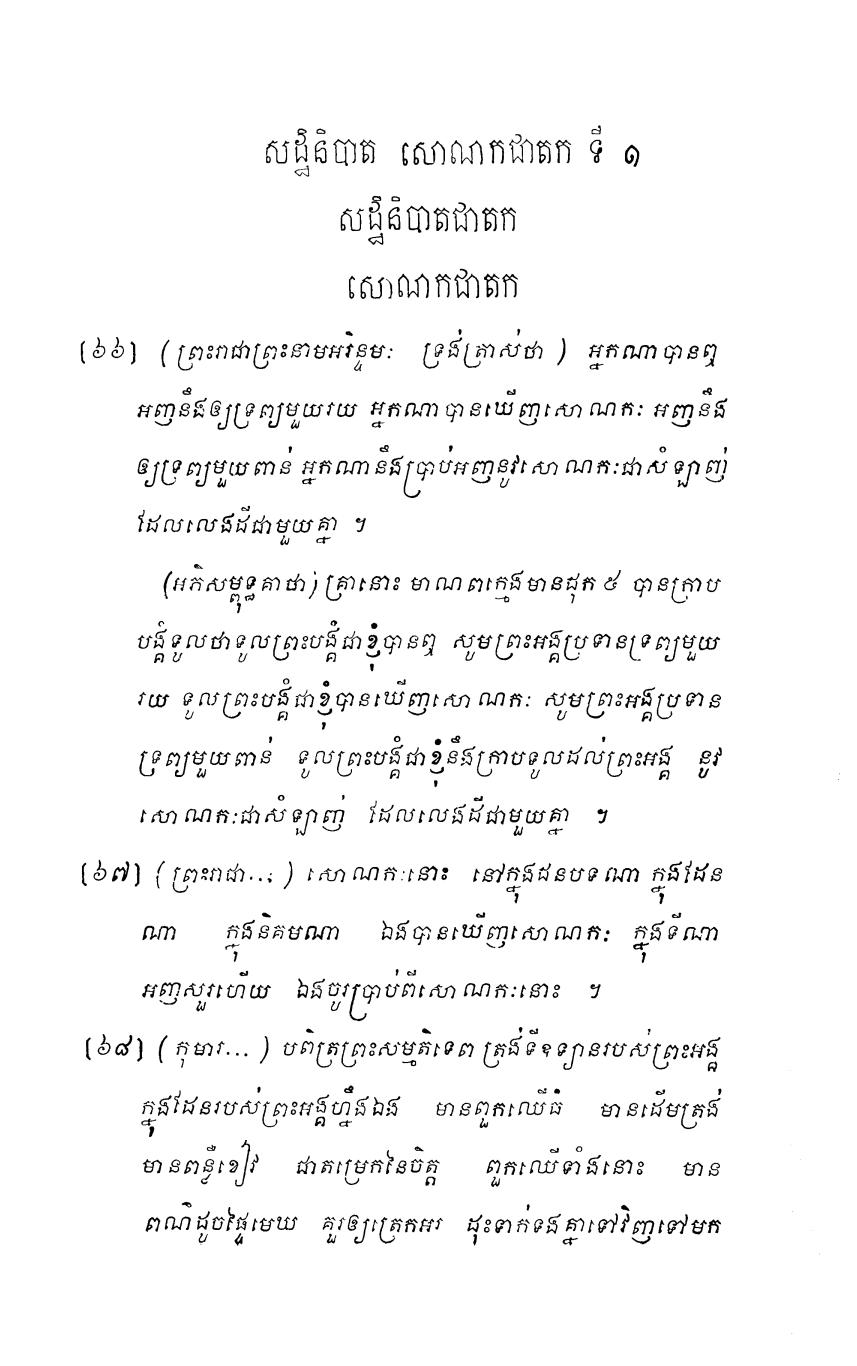 សដ្ឋិនិបាត សោណកជាតក ទី ១
សដ្ឋិនិបាតជាតក
សោណកជាតក
[៦៦] (ព្រះរាជាព្រះនាមអរិន្ទមៈ ទ្រង់ត្រាស់ថា) អ្នកណាបានឮ
អញនឹងឲ្យទ្រព្យមួយរយ អ្នកណាបានឃើញសោណកៈ អញនឹង
ឲ្យទ្រព្យមួយពាន់ អ្នកណានឹងប្រាប់អញនូវសោណកៈជាសំឡាញ់
ដែលលេងដីជាមួយគ្នា ។
(អភិសម្ពុទ្ធគាថា) គ្រានោះ មាណពក្មេងមានជុក ៥ បានក្រាប
បង្គំទូលថាទូលព្រះបង្គំជាខ្ញុំបានឮ សូមព្រះអង្គប្រទានទ្រព្យមួយ
រយ ទូលព្រះបង្គំជាខ្ញុំបានឃើញសោណកៈ សូមព្រះអង្គប្រទាន
ទ្រព្យមួយពាន់ ទូលព្រះបង្គំជាខ្ញុំនឹងក្រាបទូលដល់ព្រះអង្គ នូវ
សោណកៈជាសំឡាញ់ ដែលលេងដីជាមួយគ្នា ។
[៦៧] (ព្រះរាជា...) សោណកៈនោះ នៅក្នុងជនបទណា ក្នុងដែន
ណា ក្នុងនិគមណា ឯងបានឃើញសោណកៈ ក្នុងទីណា
អញសួរហើយ ឯងចូរប្រាប់ពីសោណកៈនោះ ។
[៦៨] (កុមារ...) បពិត្រព្រះសម្មតិទេព ត្រង់ទីឧទ្យានរបស់ព្រះអង្គ
ក្នុងដែនរបស់ព្រះអង្គហ្នឹងឯង មានពួកឈើធំ មានដើមត្រង់
មានពន្លឺខៀវ ជាតម្រេកនៃចិត្ត ពួកឈើទាំងនោះ មាន
ពណ៌ដូចផ្ទៃមេឃ គួរឲ្យត្រេកអរ ដុះទាក់ទងគ្នាទៅវិញទៅមក